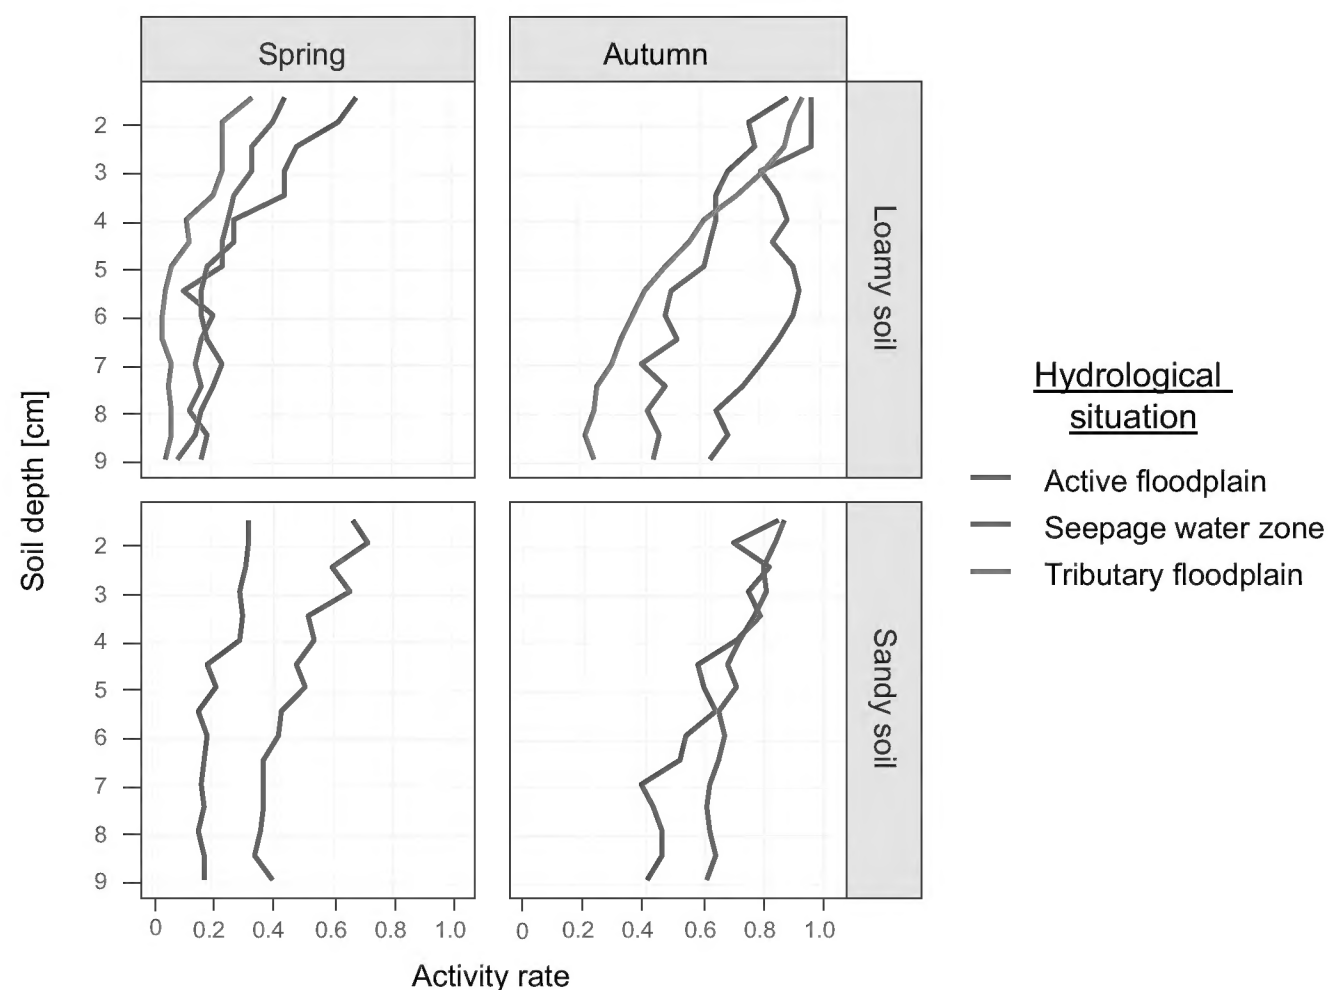 Spring
Autumn
2
3
4
5
6
7
8
9
Loamy soil
2
3
4
5
6
7
8
9
Sandy soil
0 0.2 0.4 0.6 0.8 1.0
0 0.2 0.4 0.6 0.8 1.0
Soil depth [cm]
Activity rate
Hydrological
situation
Active floodplain
Seepage water zone
Tributary floodplain